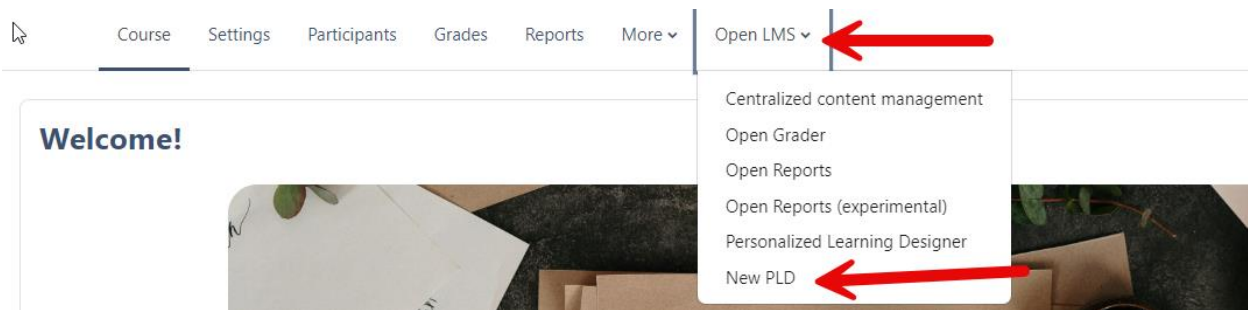 Course Settings Participants Grades Reports More Open LMS
Centralized content management
Open Grader
Open Reports
Open Reports (experimental)
Personalized Learning Designer
New PLD
Welcome!